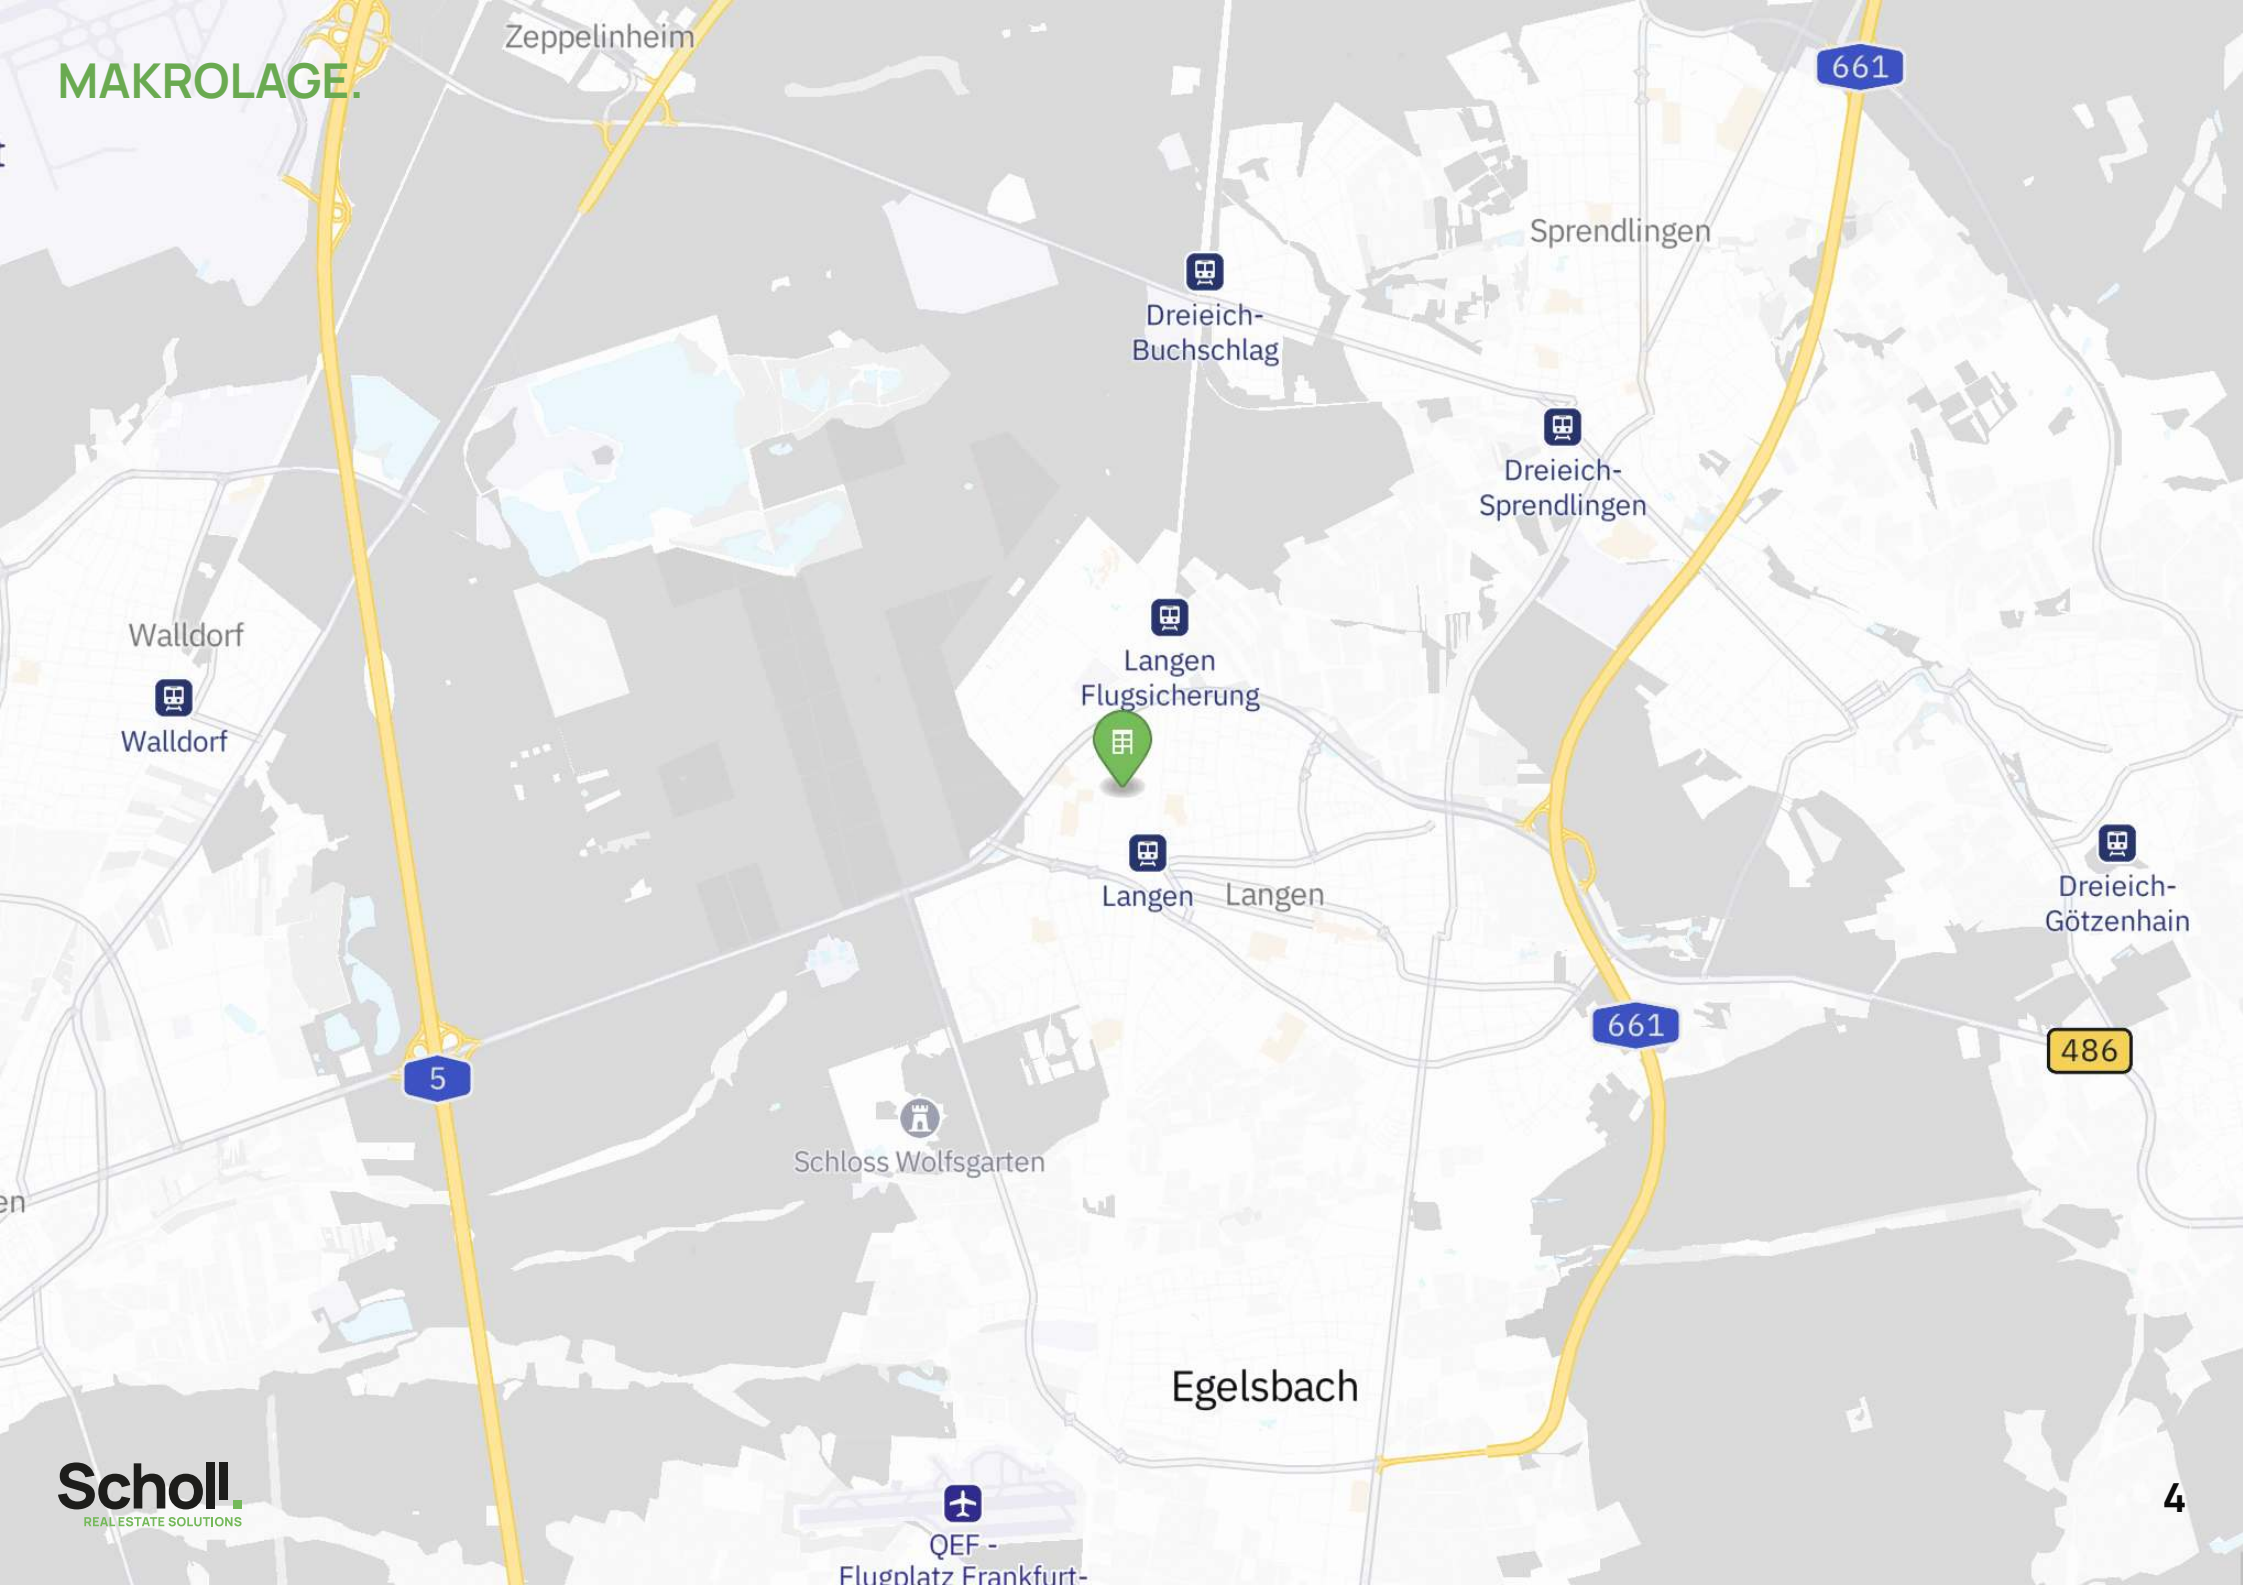 Zeppelinheim
MAKROLAGE.
661
t
Sprendlingen
Dreieich-
Buchschlag
Dreieich-
Sprendlingen
Walldorf
Walldorf
Langen
Flugsicherung
Langen
Langen
Dreieich-
Götzenhain
661
486
5
Schloss Wolfsgarten
en
Egelsbach
Scholl.
REAL ESTATE SOLUTIONS
4
QEF -
Flugplatz Frankfurt-